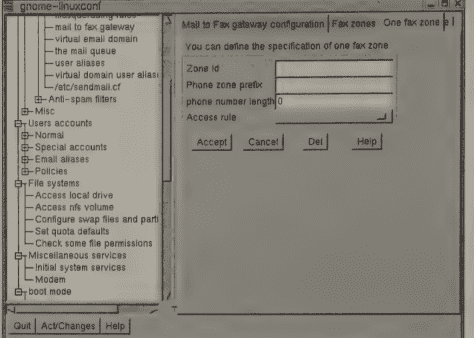 gnome-linuxconf
masquerading rules
mail to fax gateway
virtual email domain
the mail queue
user aliases
virtual domain user alias
/etc/sendmail.cf
Anti-spam filters
Misc
Users accounts
Normal
Special accounts
Email aliases
Policies
File systems
Access local drive
Access nfs volume
Configure swap files and parti
Set quota defaults
Check some file permissions
Miscellaneous services
Initial system services
Modem
boot mode
Mail to Fax gateway configuration
Fax zones
One fax zone
You can define the specification of one fax zone
Zone id
Phone zone prefix
phone number length 0
Access rule
Accept Cancel Del Help
Quit Act/Changes Help